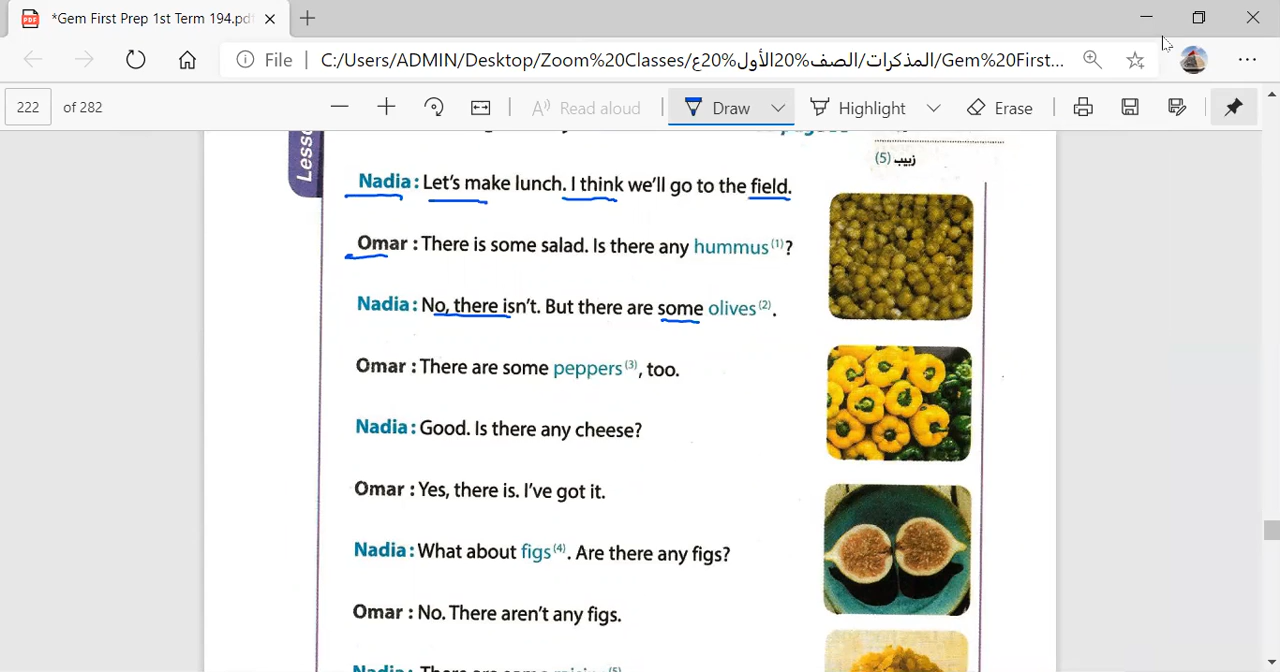 *Gem First Prep 1st Term 194.pd
File
C:/Users/ADMIN/Desktop/Zoom%20Classes/المذكرات/الصف%20الأول%20ع/Gem%20First...
222 of 282
Read aloud
Draw
Highlight
Erase
زبيب (5)
Nadia: Let's make lunch. I think we'll go to the field.
Omar : There is some salad. Is there any hummus(1)?
Nadia: No, there isn't. But there are some olives(2).
Omar : There are some peppers(3), too.
Nadia: Good. Is there any cheese?
Omar : Yes, there is. I've got it.
Nadia: What about figs(4). Are there any figs?
Omar : No. There aren't any figs.